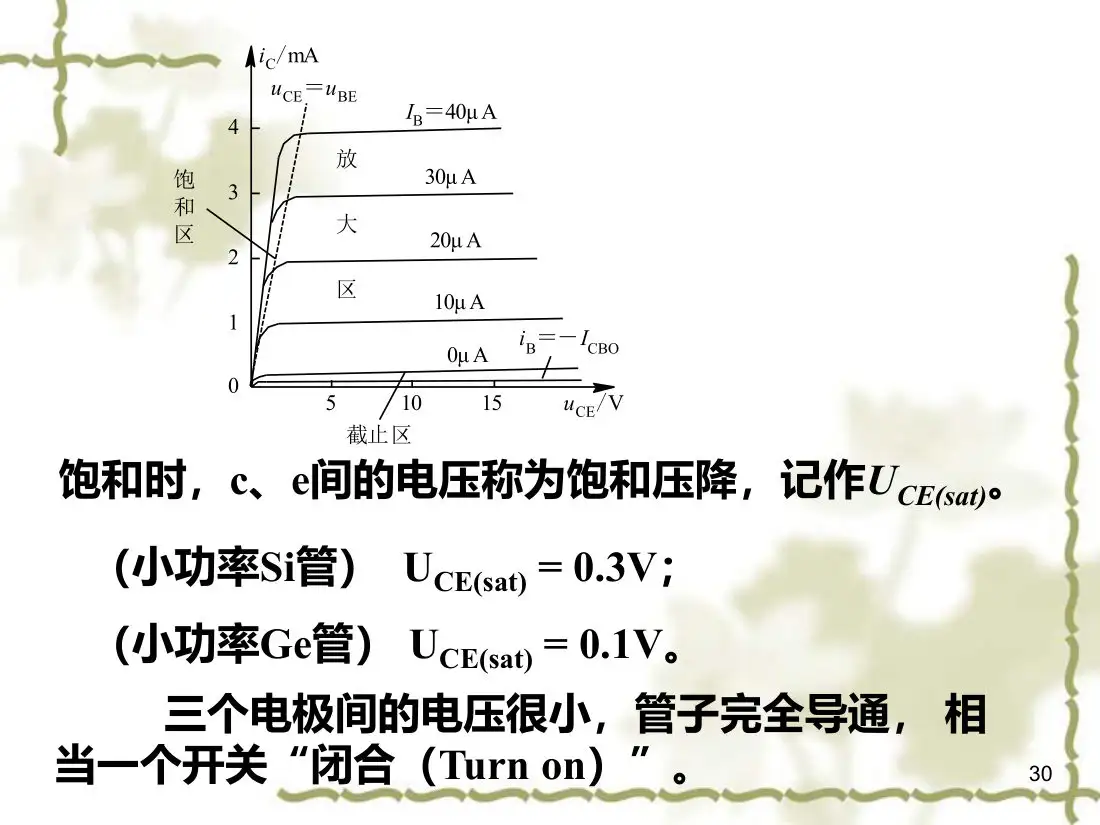 iC/mA
uCE=uBE
IB=40μA
4
放
饱
和
区
30μA
3
大
20μA
2
区
10μA
1
iB=-ICBO
0μA
0
5 10 15 uCE/V
截止区
饱和时，c、e间的电压称为饱和压降，记作UCE(sat)。
（小功率Si管） UCE(sat) = 0.3V；
（小功率Ge管） UCE(sat) = 0.1V。
三个电极间的电压很小，管子完全导通， 相
当一个开关“闭合（Turn on）”。
30